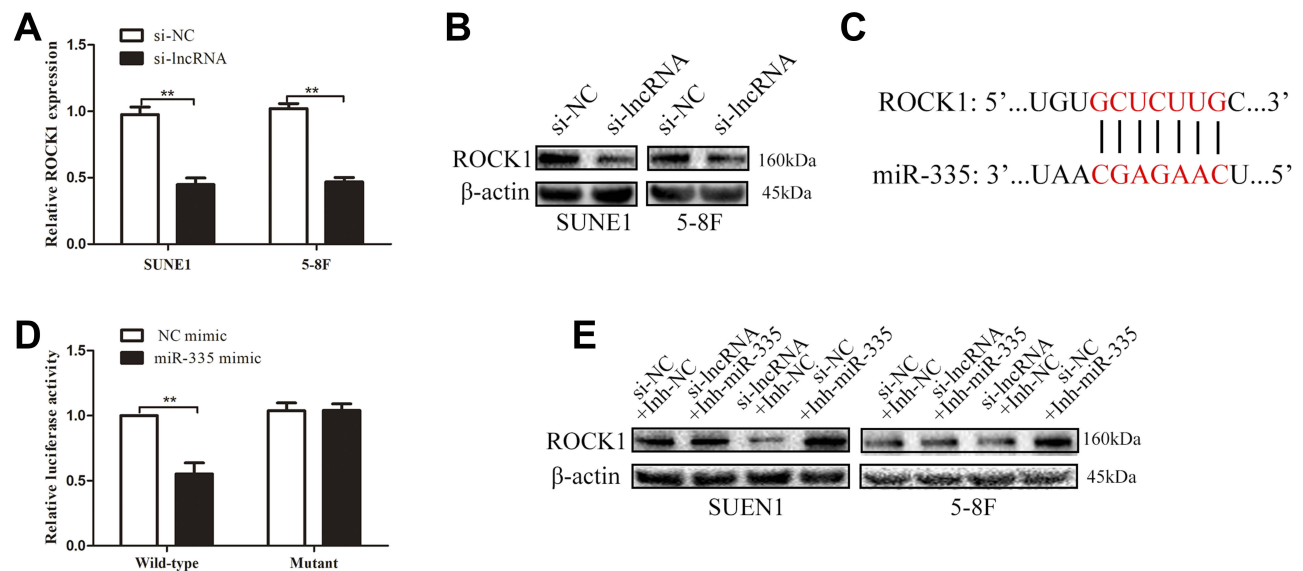 A
si-NC
si-lncRNA
Relative ROCK1 expression
1.5
1.0
0.5
0.0
**
**
SUNE1
5-8F
B
si-NC
si-lncRNA
si-NC
si-lncRNA
ROCK1
160kDa
β-actin
45kDa
SUNE1
5-8F
C
ROCK1: 5’...UGUGCUCUUGC...3’
miR-335: 3’...UAACGAGAACU...5’
D
NC mimic
miR-335 mimic
Relative luciferase activity
1.5
1.0
0.5
0.0
**
Wild-type
Mutant
E
si-NC
+Inh-NC
si-lncRNA
+Inh-miR-335
si-lncRNA
+Inh-NC
si-NC
+Inh-miR-335
si-NC
+Inh-NC
si-lncRNA
+Inh-miR-335
si-lncRNA
+Inh-NC
si-NC
+Inh-miR-335
ROCK1
160kDa
β-actin
45kDa
SUEN1
5-8F